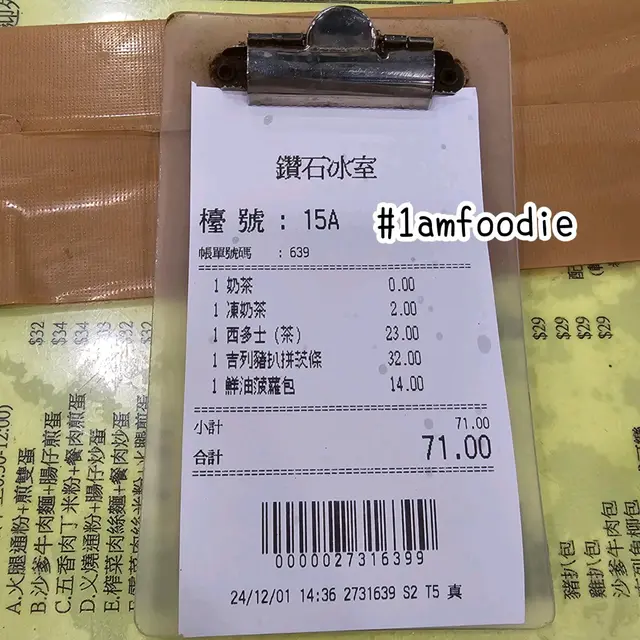 鑽石冰室
檯號 : 15A
#1amfoodie
帳單號碼 : 639
1 奶茶 0.00
1 凍奶茶 2.00
1 西多士 (茶) 23.00
1 吉列豬扒拼茨條 32.00
1 鮮油菠蘿包 14.00
小計 71.00
合計 71.00
0000027316399
24/12/01 14:36 2731639 S2 T5 真
$32
$34
$34
$33
A.火腿通粉+煎雙蛋
B.沙爹牛肉麵+腸仔煎蛋
C.五香肉丁米粉+餐肉煎蛋
D.义燒通粉+腸仔炒蛋
E.榨菜肉絲麵+餐肉炒蛋
$29
$29
$29
$29
豬扒包
雞扒包
沙爹牛肉包